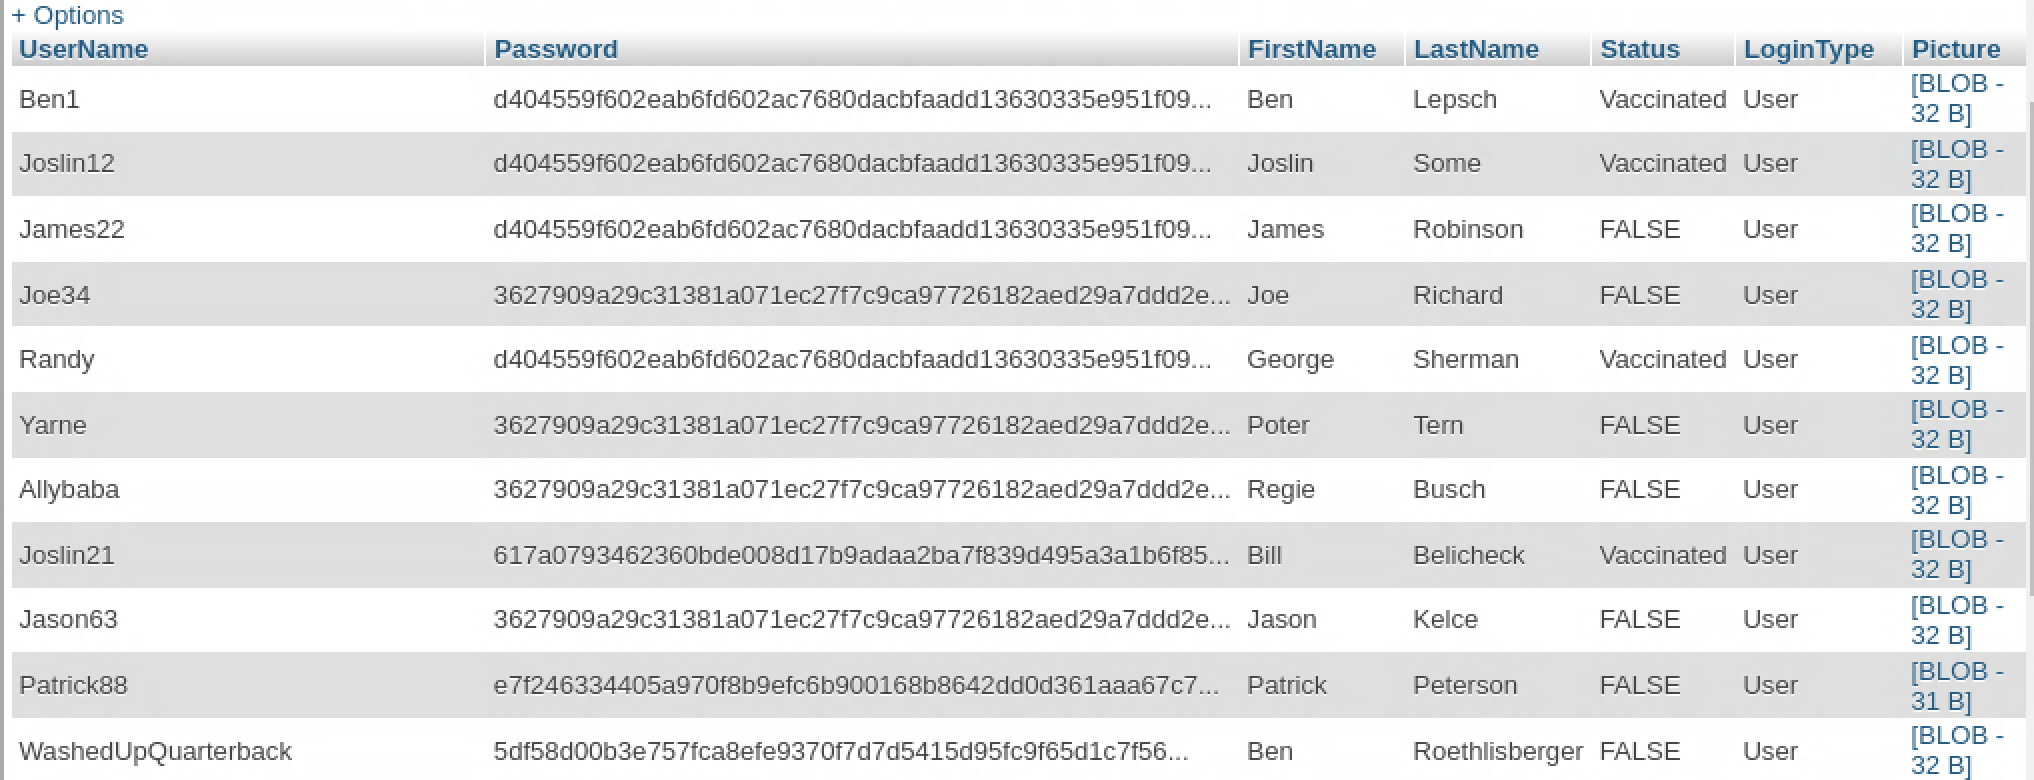 + Options
UserName Password FirstName LastName Status LoginType Picture
Ben1 d404559f602eab6fd602ac7680dacbfaadd13630335e951f09... Ben Lepsch Vaccinated User [BLOB - 32 B]
Joslin12 d404559f602eab6fd602ac7680dacbfaadd13630335e951f09... Joslin Some Vaccinated User [BLOB - 32 B]
James22 d404559f602eab6fd602ac7680dacbfaadd13630335e951f09... James Robinson FALSE User [BLOB - 32 B]
Joe34 3627909a29c31381a071ec27f7c9ca97726182aed29a7ddd2e... Joe Richard FALSE User [BLOB - 32 B]
Randy d404559f602eab6fd602ac7680dacbfaadd13630335e951f09... George Sherman Vaccinated User [BLOB - 32 B]
Yarne 3627909a29c31381a071ec27f7c9ca97726182aed29a7ddd2e... Poter Tern FALSE User [BLOB - 32 B]
Allybaba 3627909a29c31381a071ec27f7c9ca97726182aed29a7ddd2e... Regie Busch FALSE User [BLOB - 32 B]
Joslin21 617a0793462360bde008d17b9adaa2ba7f839d495a3a1b6f85... Bill Belicheck Vaccinated User [BLOB - 32 B]
Jason63 3627909a29c31381a071ec27f7c9ca97726182aed29a7ddd2e... Jason Kelce FALSE User [BLOB - 32 B]
Patrick88 e7f246334405a970f8b9efc6b900168b8642dd0d361aaa67c7... Patrick Peterson FALSE User [BLOB - 31 B]
WashedUpQuarterback 5df58d00b3e757fca8efe9370f7d7d5415d95fc9f65d1c7f56... Ben Roethlisberger FALSE User [BLOB - 32 B]